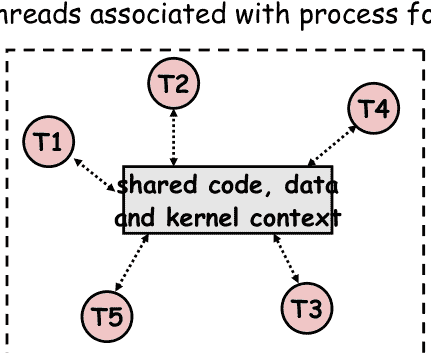 hreads associated with process fo
T2
T4
T1
shared code, data
and kernel context
T5
T3